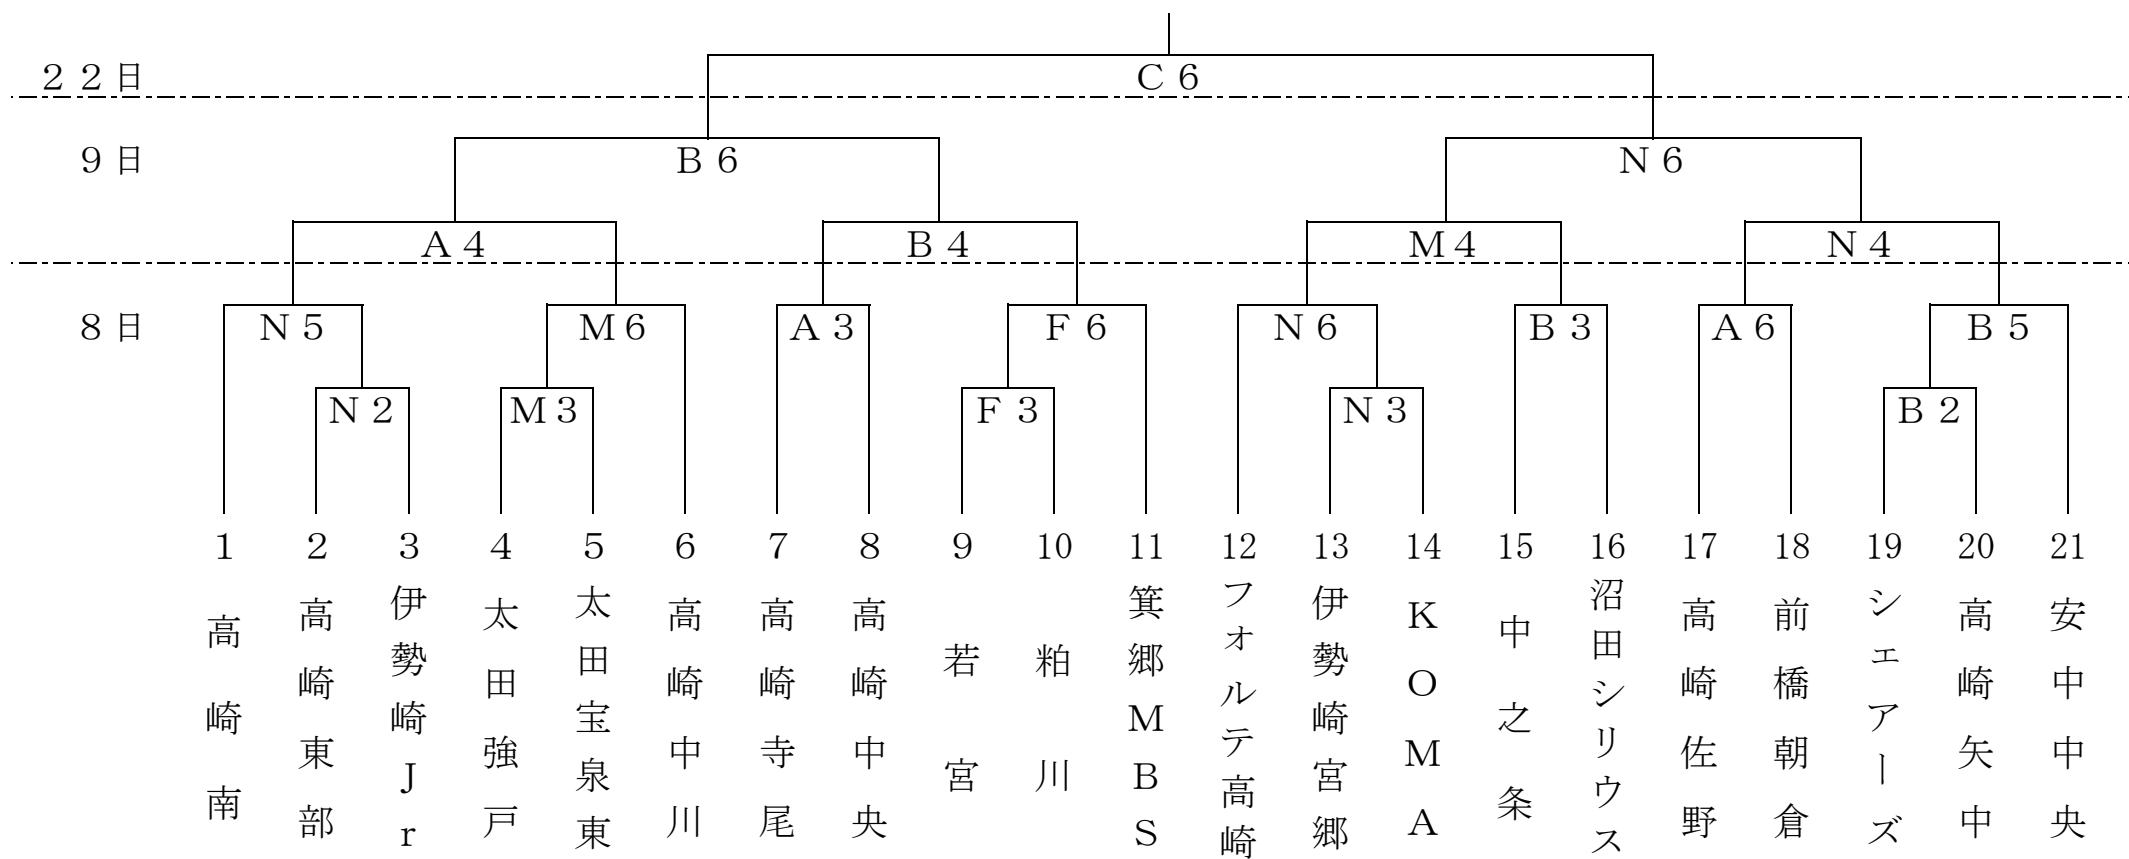 ２２日
Ｃ６
９日
Ｂ６
Ｎ６
Ａ４
Ｂ４
Ｍ４
Ｎ４
８日
Ｎ５
Ｍ６
Ａ３
Ｆ６
Ｎ６
Ｂ３
Ａ６
Ｂ５
Ｎ２
Ｍ３
Ｆ３
Ｎ３
Ｂ２
１
２
３
４
５
６
７
８
９
10
11
12
13
14
15
16
17
18
19
20
21
高崎南
高崎東部
伊勢崎Ｊｒ
太田強戸
太田宝泉東
高崎中川
高崎寺尾
高崎中央
若宮
粕川
箕郷ＭＢＳ
フォルテ高崎
伊勢崎宮郷
ＫＯＭＡ
中之条
沼田シリウス
高崎佐野
前橋朝倉
シェアーズ
高崎矢中
安中中央